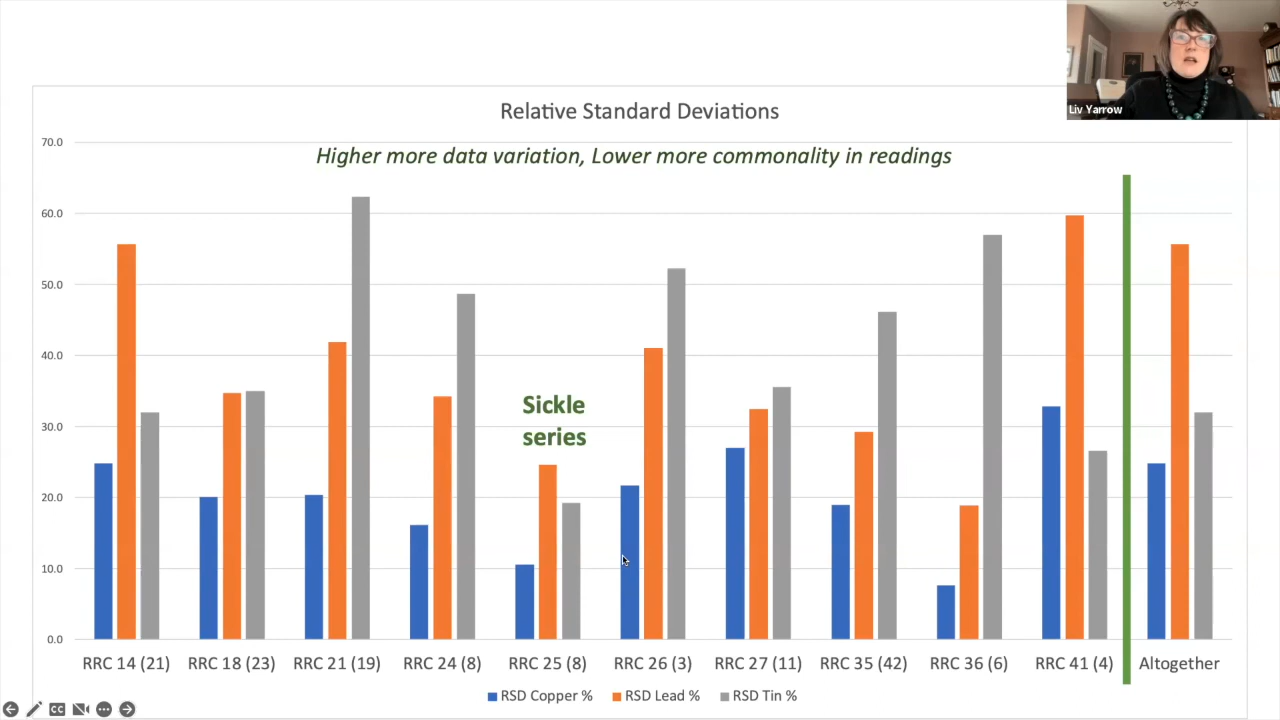 Liv Yarrow
Relative Standard Deviations
Higher more data variation, Lower more commonality in readings
70.0
60.0
50.0
40.0
30.0
20.0
10.0
0.0
Sickle
series
RRC 14 (21) RRC 18 (23) RRC 21 (19) RRC 24 (8) RRC 25 (8) RRC 26 (3) RRC 27 (11) RRC 35 (42) RRC 36 (6) RRC 41 (4) Altogether
RSD Copper % RSD Lead % RSD Tin %
CC